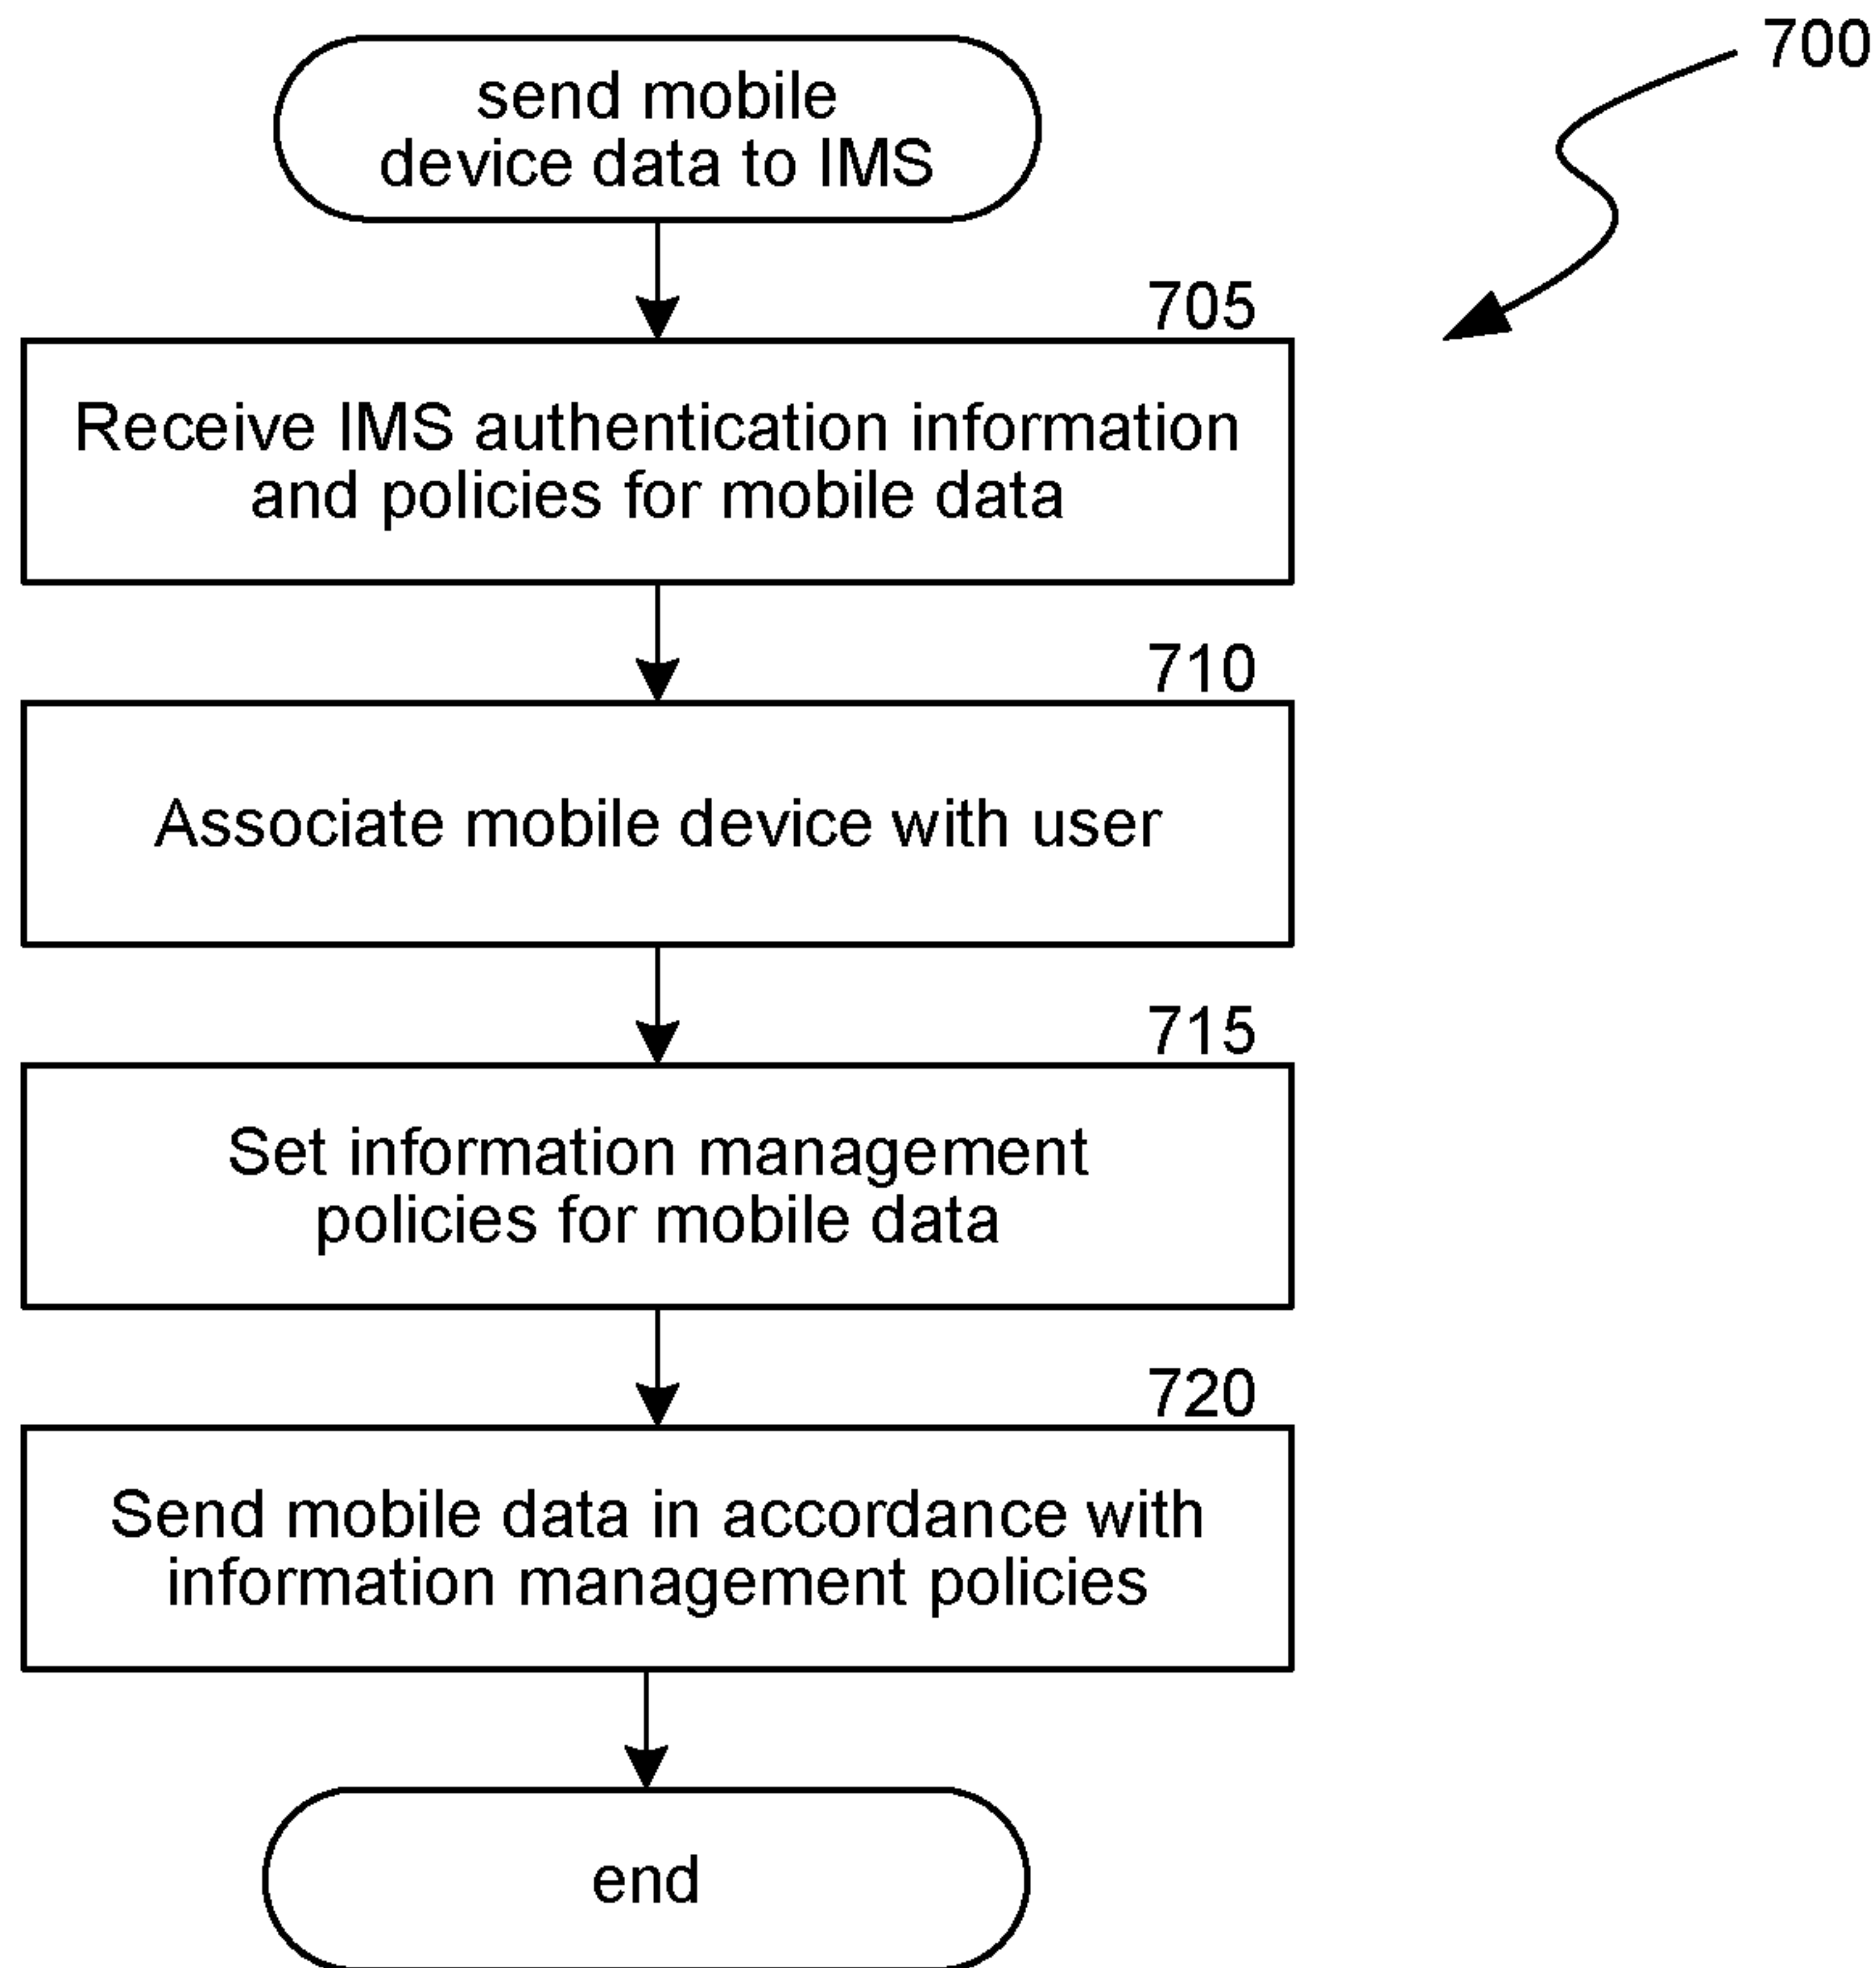 700
send mobile
device data to IMS
705
Receive IMS authentication information
and policies for mobile data
710
Associate mobile device with user
715
Set information management
policies for mobile data
720
Send mobile data in accordance with
information management policies
end